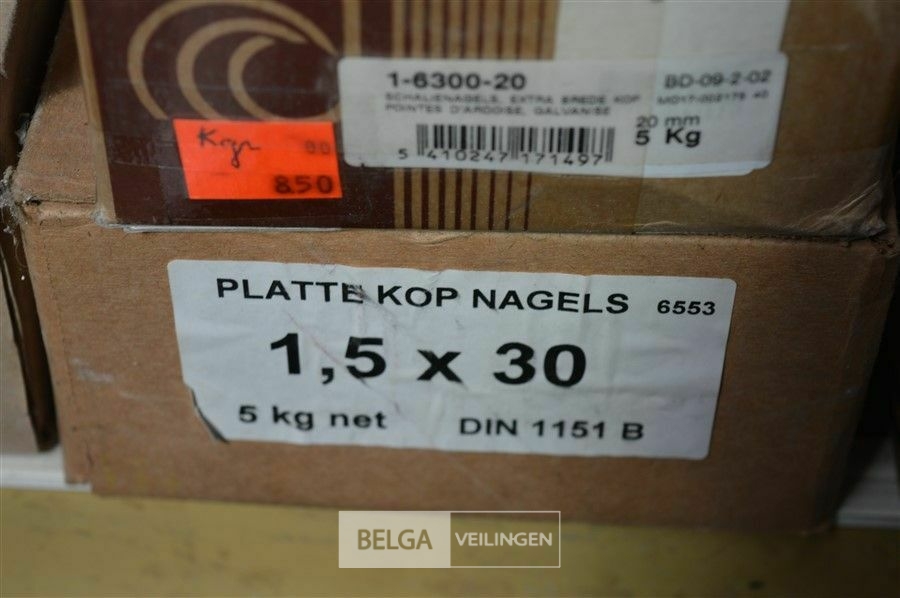 1-6300-20
BD-09-2-02
SCHALIENAGELS, EXTRA BREDE KOP
POINTES D'ARDOISE, GALVANISE
20 mm
5 Kg
5 410247 171497
850
PLATTE KOP NAGELS 6553
1,5 x 30
5 kg net DIN 1151 B
BELGA VEILINGEN